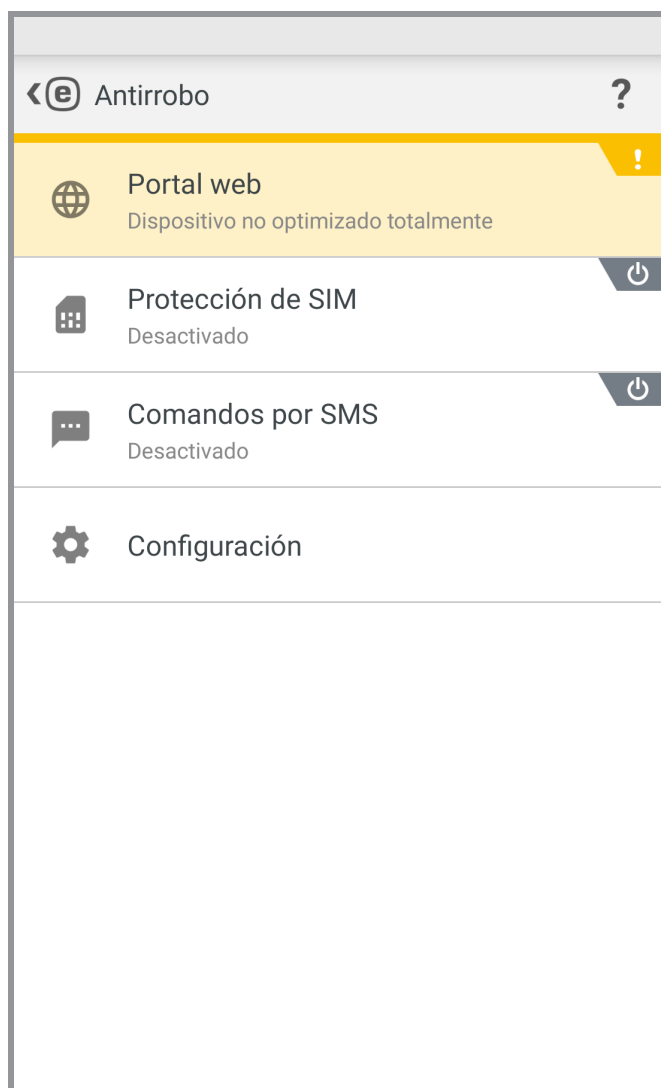 Antirrobo
?
Portal web
Dispositivo no optimizado totalmente
Protección de SIM
Desactivado
Comandos por SMS
Desactivado
Configuración